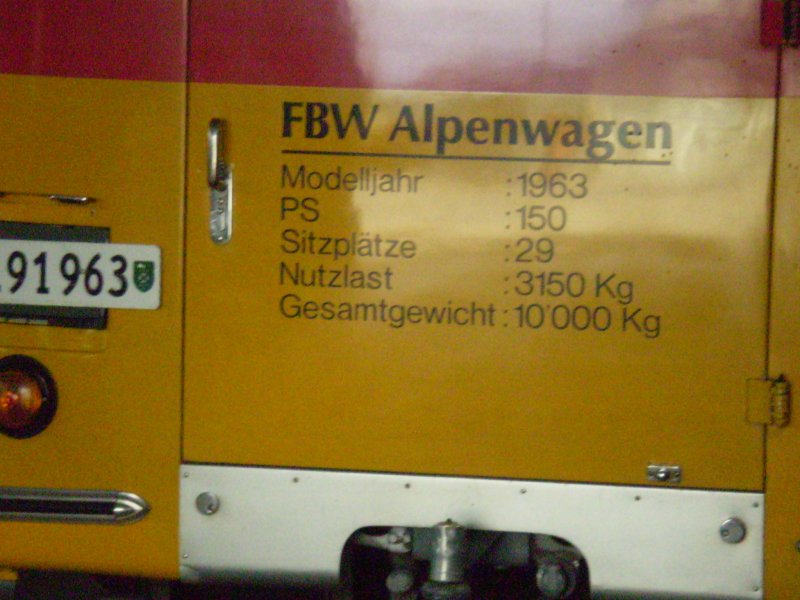 FBW Alpenwagen
Modelljahr : 1963
PS : 150
Sitzplätze : 29
Nutzlast : 3150 Kg
Gesamtgewicht : 10'000 Kg
91963